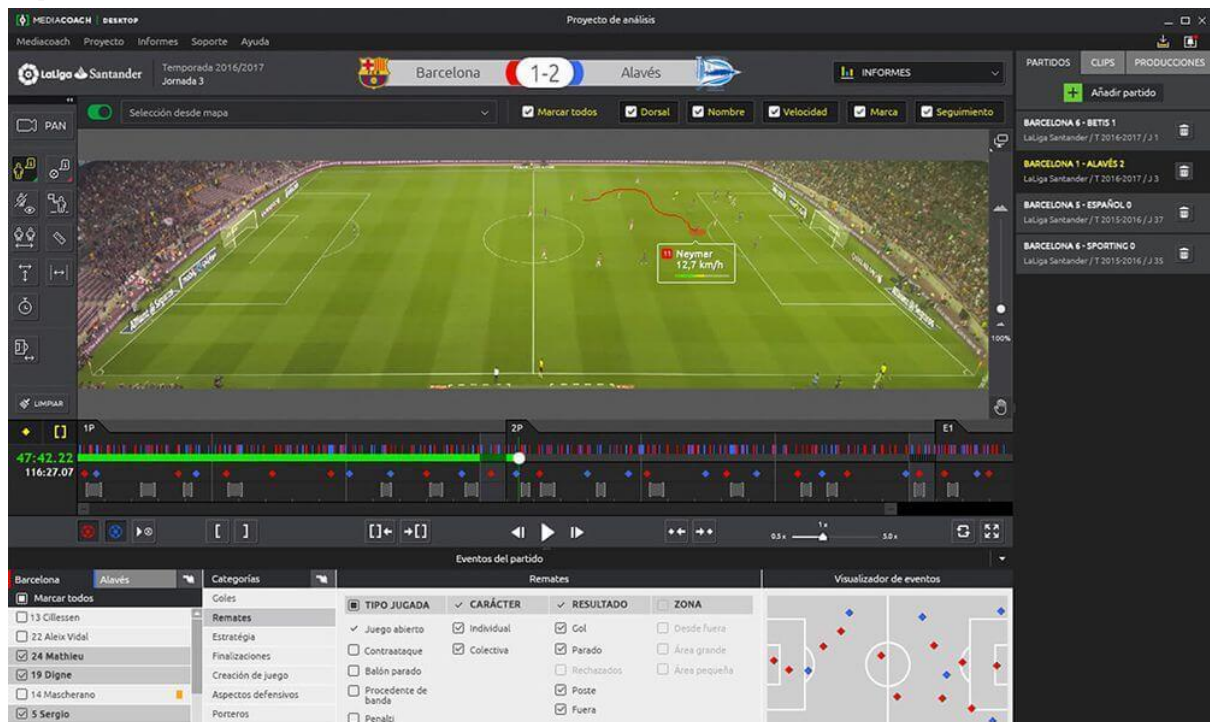 MEDIACOACH | DESKTOP
Proyecto de análisis
Mediacoach Proyecto Informes Soporte Ayuda
LaLiga Santander
Temporada 2016/2017
Jornada 3
Barcelona 1-2 Alavés
INFORMES
PARTIDOS CLIPS PRODUCCIONES
Añadir partido
PAN
Selección desde mapa
Marcar todos Dorsal Nombre Velocidad Marca Seguimiento
BARCELONA 6 - BETIS 1
LaLiga Santander / T 2016-2017 / J 1
BARCELONA 1 - ALAVÉS 2
LaLiga Santander / T 2016-2017 / J 3
BARCELONA 5 - ESPAÑOL 0
LaLiga Santander / T 2015-2016 / J 37
BARCELONA 6 - SPORTING 0
LaLiga Santander / T 2015-2016 / J 35
11 Neymar
12,7 km/h
100%
LIMPIAR
1P 2P E1
47:42.22
116:27.07
0.5 x 1 x 3.0 x
Eventos del partido
Barcelona Alavés
Marcar todos
13 Cillessen
22 Aleix Vidal
24 Mathieu
19 Digne
14 Mascherano
5 Sergio
Categorías
Goles
Remates
Estratégia
Finalizaciones
Creación de juego
Aspectos defensivos
Porteros
Remates
TIPO JUGADA
Juego abierto
Contraataque
Balón parado
Procedente de
banda
Penalti
CARÁCTER
Individual
Colectiva
RESULTADO
Gol
Parado
Rechazados
Poste
Fuera
ZONA
Desde fuera
Área grande
Área pequeña
Visualizador de eventos